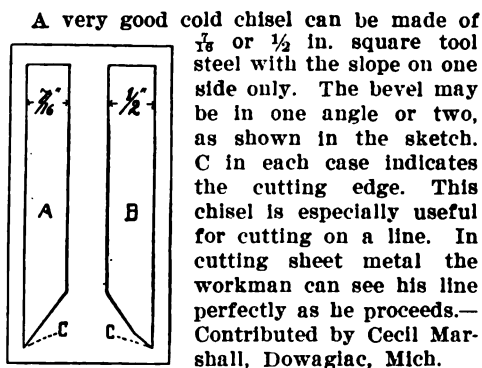 A very good cold chisel can be made of
7/16 or ½ in. square tool
steel with the slope on one
side only. The bevel may
be in one angle or two,
as shown in the sketch.
C in each case indicates
the cutting edge. This
chisel is especially useful
for cutting on a line. In
cutting sheet metal the
workman can see his line
perfectly as he proceeds.—
Contributed by Cecil Mar-
shall, Dowagiac, Mich.
7/16" 1/2"
A B
C C